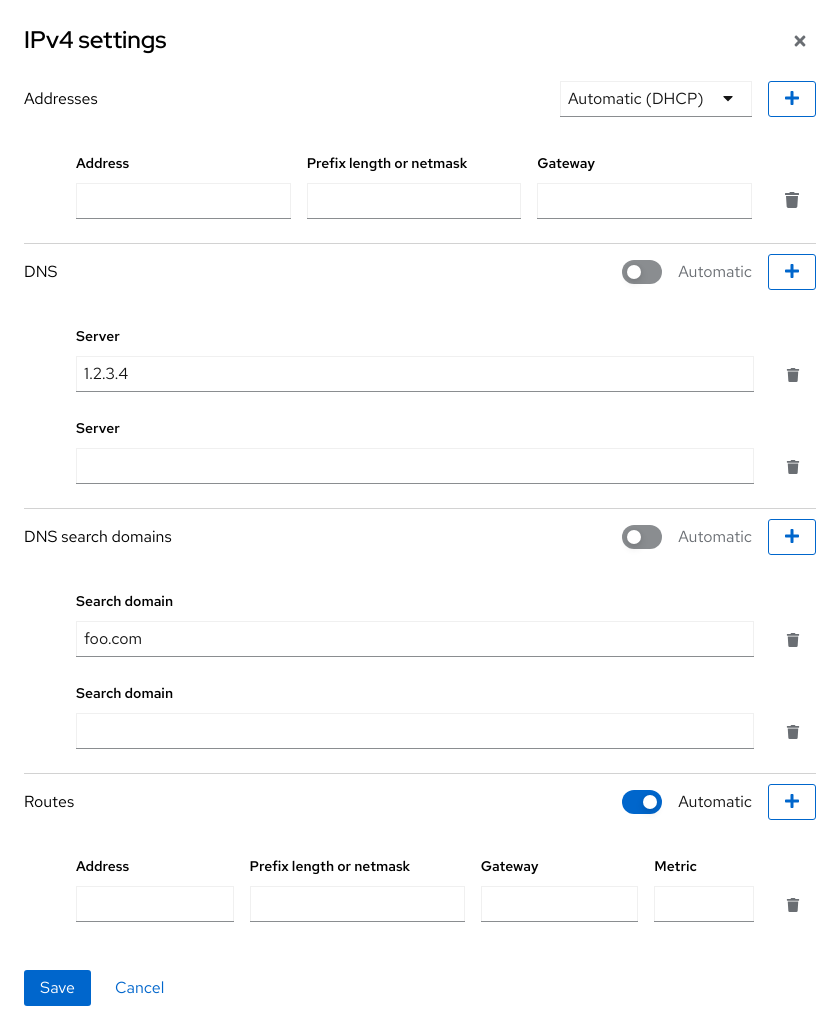 IPv4 settings
Addresses Automatic (DHCP)
Address Prefix length or netmask Gateway
DNS Automatic
Server
1.2.3.4
Server
DNS search domains Automatic
Search domain
foo.com
Search domain
Routes Automatic
Address Prefix length or netmask Gateway Metric
Save Cancel